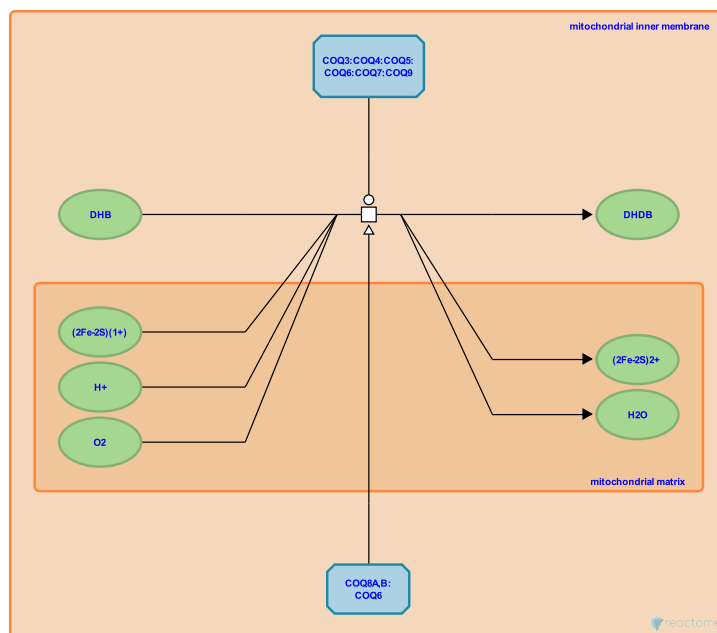 mitochondrial inner membrane
COQ3:COQ4:COQ5:
COQ6:COQ7:COQ9
DHB
DHDB
(2Fe-2S)(1+)
(2Fe-2S)2+
H+
H2O
O2
mitochondrial matrix
COQ8A,B:
COQ6
reactome